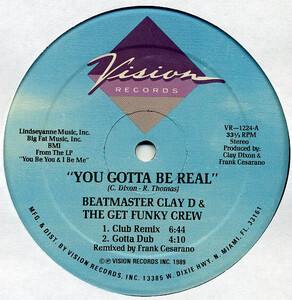 Vision
RECORDS
Lindseyanne Music, Inc.
Big Fat Music, Inc.
BMI
From The LP
"You Be You & I Be Me"
VR-1224-A
33⅓ RPM
Stereo
Produced by:
Clay Dixon &
Frank Cesarano
"YOU GOTTA BE REAL"
(C. Dixon - R. Thomas)
BEATMASTER CLAY D &
THE GET FUNKY CREW
1. Club Remix 6:44
2. Gotta Dub 4:10
Remixed by Frank Cesarano
©℗ VISION RECORDS INC. 1989
MFG. & DIST. BY VISION RECORDS, INC. 13385 W. DIXIE HWY. N. MIAMI, FL. 33161